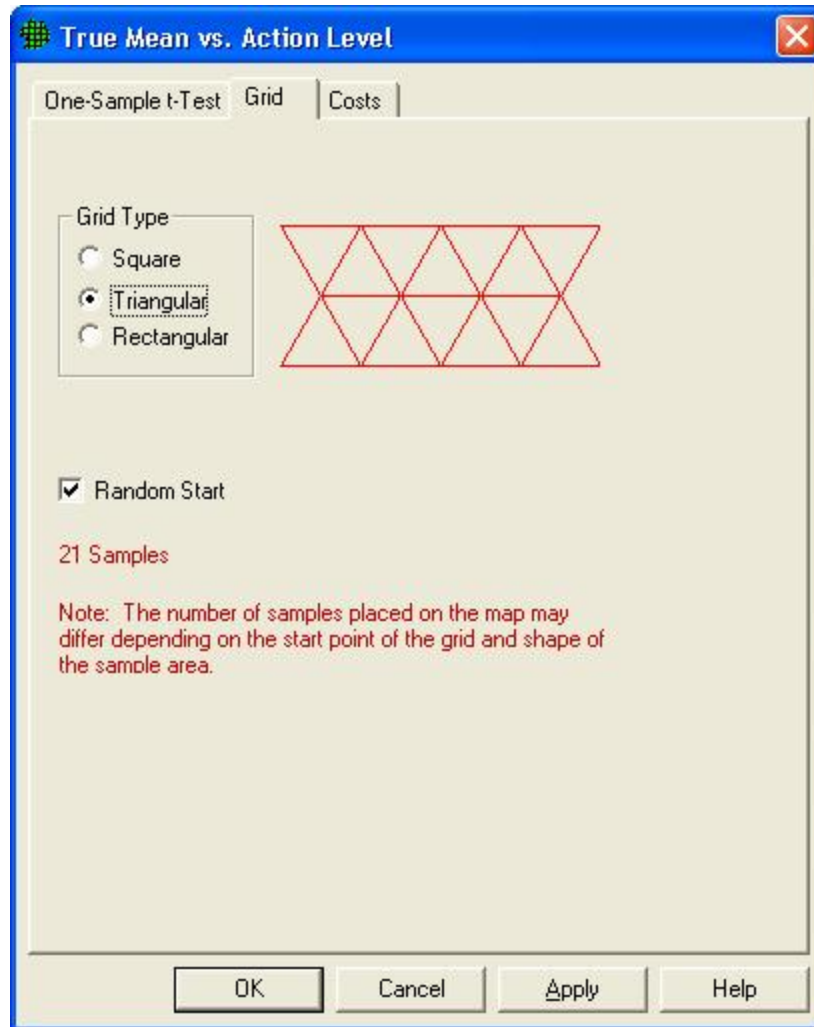 True Mean vs. Action Level
One-Sample t-Test
Grid
Costs
Grid Type
Square
Triangular
Rectangular
Random Start
21 Samples
Note: The number of samples placed on the map may
differ depending on the start point of the grid and shape of
the sample area.
OK
Cancel
Apply
Help